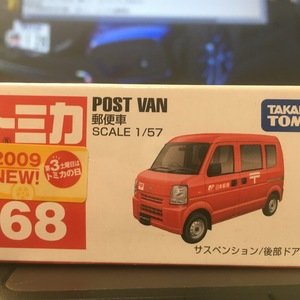 トミカ
POST VAN
郵便車
SCALE 1/57
TAKARA
TOMY
2009
NEW!
第3土曜日は
トミカの日。
68
サスペンション/後部ドア